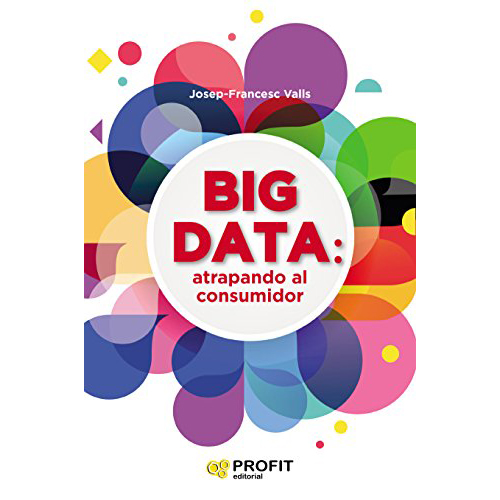 Josep-Francesc Valls
BIG
DATA:
atrapando al
consumidor
PROFIT
editorial